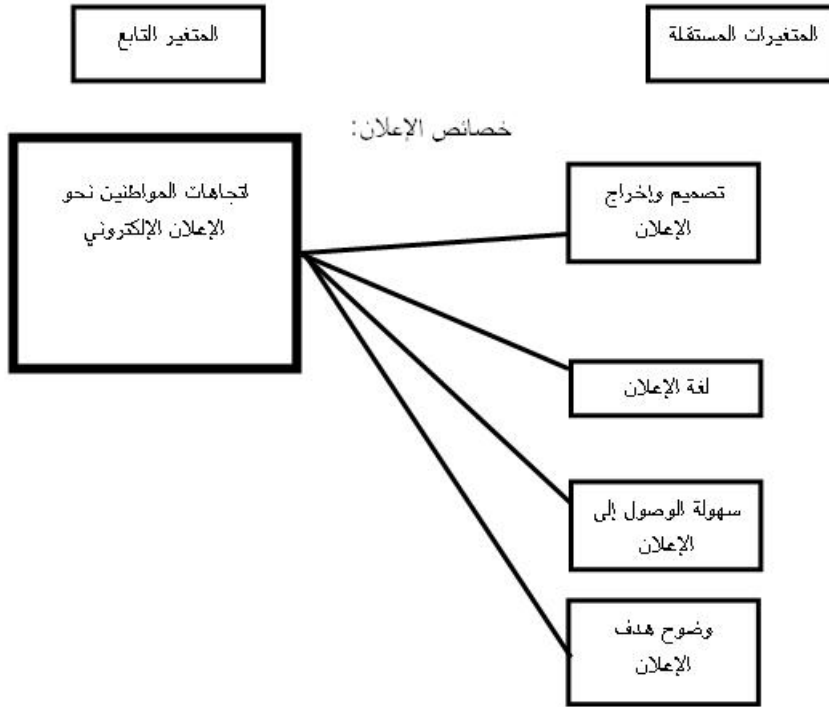 المتغيرات المستقلة
المتغير التابع
خصائص الإعلان:
تصميم وإخراج
الإعلان
اتجاهات المواطنين نحو
الإعلان الإلكتروني
لغة الإعلان
سهولة الوصول إلى
الإعلان
وضوح هدف
الإعلان